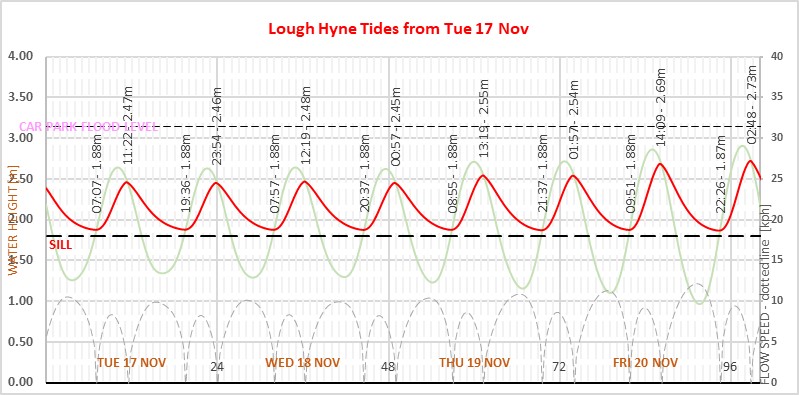 Lough Hyne Tides from Tue 17 Nov
4.00
3.50
3.00
2.50
2.00
1.50
1.00
0.50
0.00
WATER HEIGHT [m]
CAR PARK FLOOD LEVEL
SILL
07:07 - 1.88m
11:22 - 2.47m
19:36 - 1.88m
23:54 - 2.46m
07:57 - 1.88m
12:19 - 2.48m
20:37 - 1.88m
00:57 - 2.45m
08:55 - 1.88m
13:19 - 2.55m
21:37 - 1.88m
01:57 - 2.54m
09:51 - 1.88m
14:09 - 2.69m
22:26 - 1.87m
02:48 - 2.73m
TUE 17 NOV
24
WED 18 NOV
48
THU 19 NOV
72
FRI 20 NOV
96
40
35
30
25
20
15
10
5
0
FLOW SPEED - dotted line [kph]